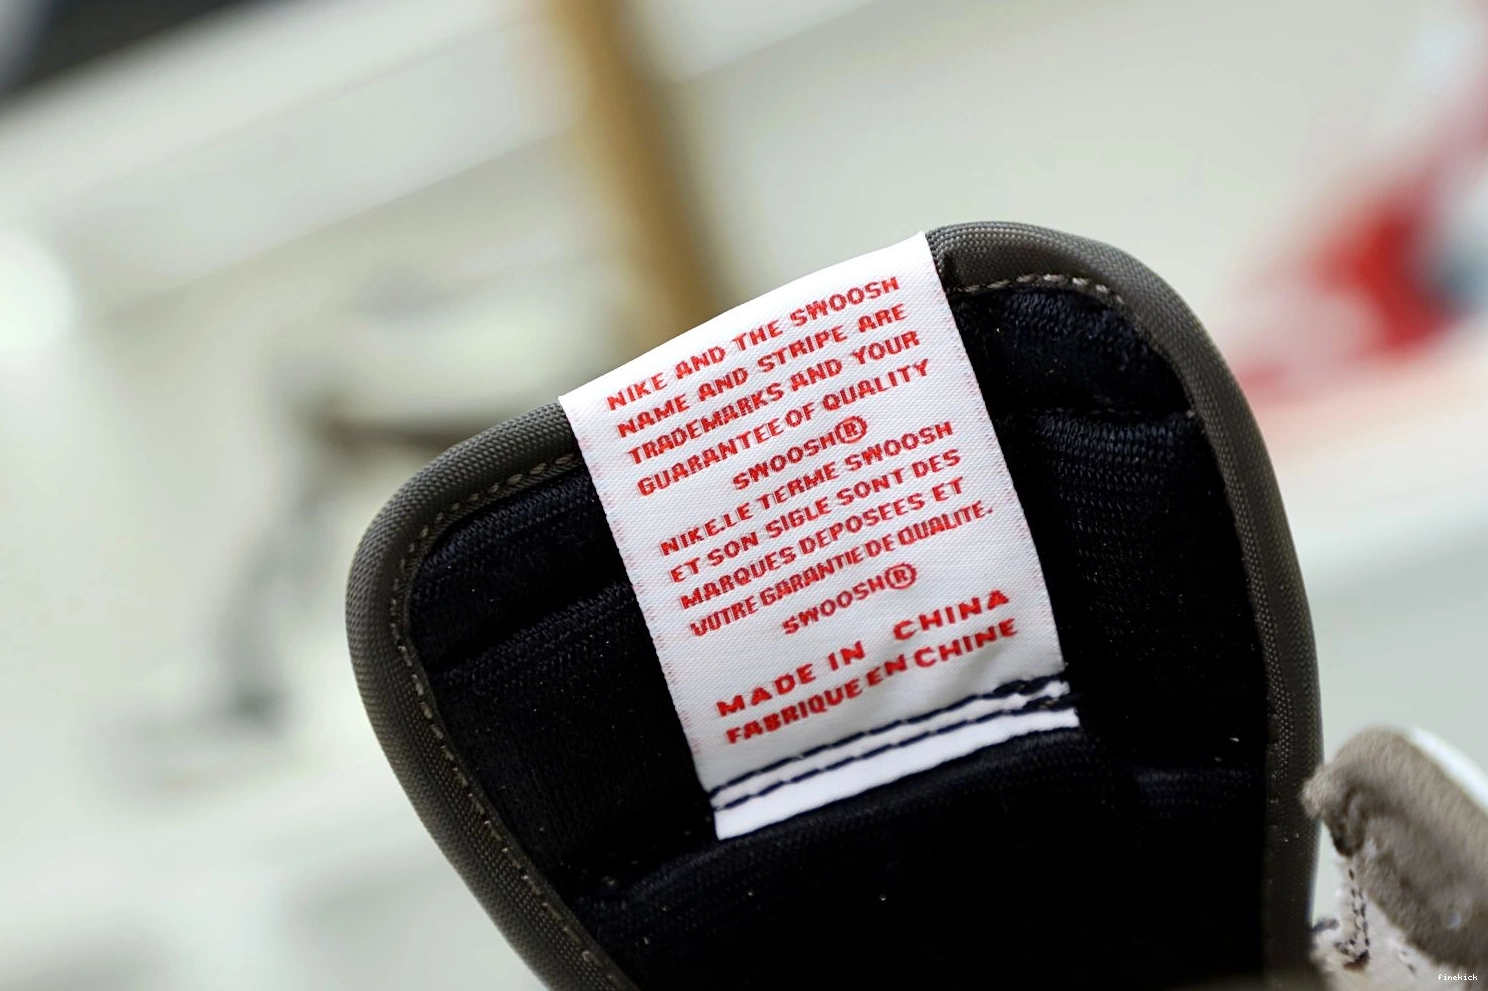 NIKE AND THE SWOOSH
NAME AND STRIPE ARE
TRADEMARKS AND YOUR
GUARANTEE OF QUALITY
SWOOSH®
NIKE.LE TERME SWOOSH
ET SON SIGLE SONT DES
MARQUES DEPOSEES ET
VOTRE GARANTIE DE QUALITE.
SWOOSH®
MADE IN CHINA
FABRIQUE EN CHINE
finekick